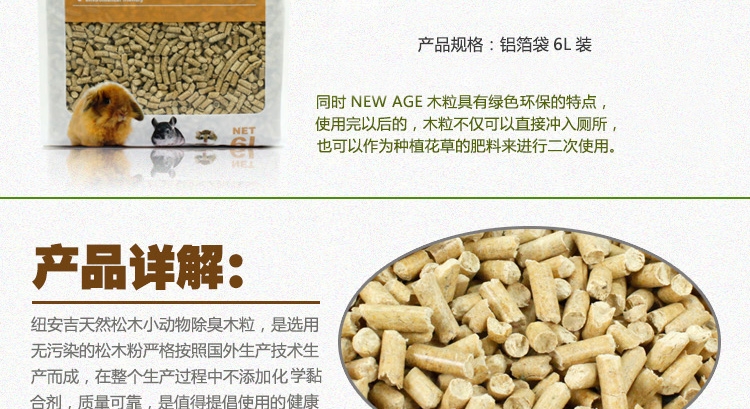 产品规格：铝箔袋 6L 装
同时 NEW AGE 木粒具有绿色环保的特点，
使用完以后的，木粒不仅可以直接冲入厕所，
也可以作为种植花草的肥料来进行二次使用。
NET
6L
产品详解：
纽安吉天然松木小动物除臭木粒，是选用
无污染的松木粉严格按照国外生产技术生
产而成，在整个生产过程中不添加化学黏
合剂，质量可靠，是值得提倡使用的健康